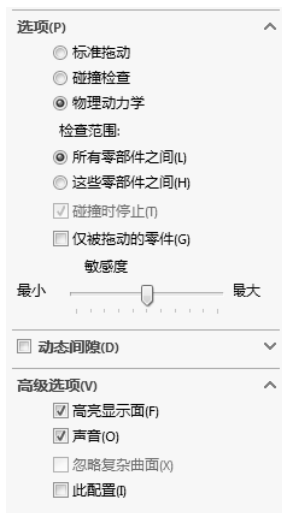 选项(P)
标准拖动
碰撞检查
物理动力学
检查范围:
所有零部件之间(L)
这些零部件之间(H)
碰撞时停止(T)
仅被拖动的零件(G)
敏感度
最小 最大
动态间隙(D)
高级选项(V)
高亮显示面(F)
声音(O)
忽略复杂曲面(X)
此配置(I)